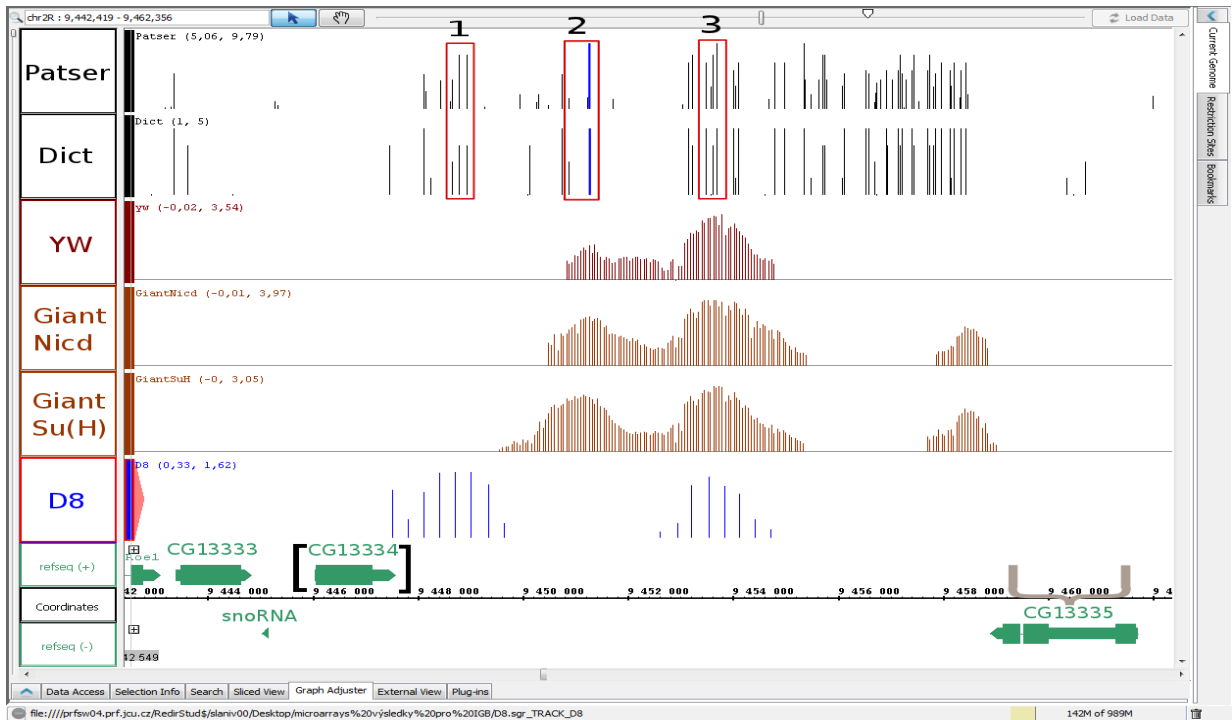 chr2R : 9,442,419 - 9,462,356
Load Data
1 2 3
Patser
Patser (5,06, 9,79)
Dict
Dict (1, 5)
YW
yw (-0,02, 3,54)
Giant
Nicd
GiantNicd (-0,01, 3,97)
Giant
Su(H)
GiantSuH (-0, 3,05)
D8
D8 (0,33, 1,62)
refseq (+)
CG13333
[CG13334]
Coordinates
42 000 9 444 000 9 446 000 9 448 000 9 450 000 9 452 000 9 454 000 9 456 000 9 458 000 9 460 000 9 4
snoRNA
CG13335
refseq (-)
42 549
Current Genome
Restriction Sites
Bookmarks
Data Access
Selection Info
Search
Sliced View
Graph Adjuster
External View
Plug-ins
file:////prfsw04.prf.jcu.cz/RedirStud$/slaniv00/Desktop/microarrays%20výsledky%20pro%20IGB/D8.sgr_TRACK_D8
142M of 989M